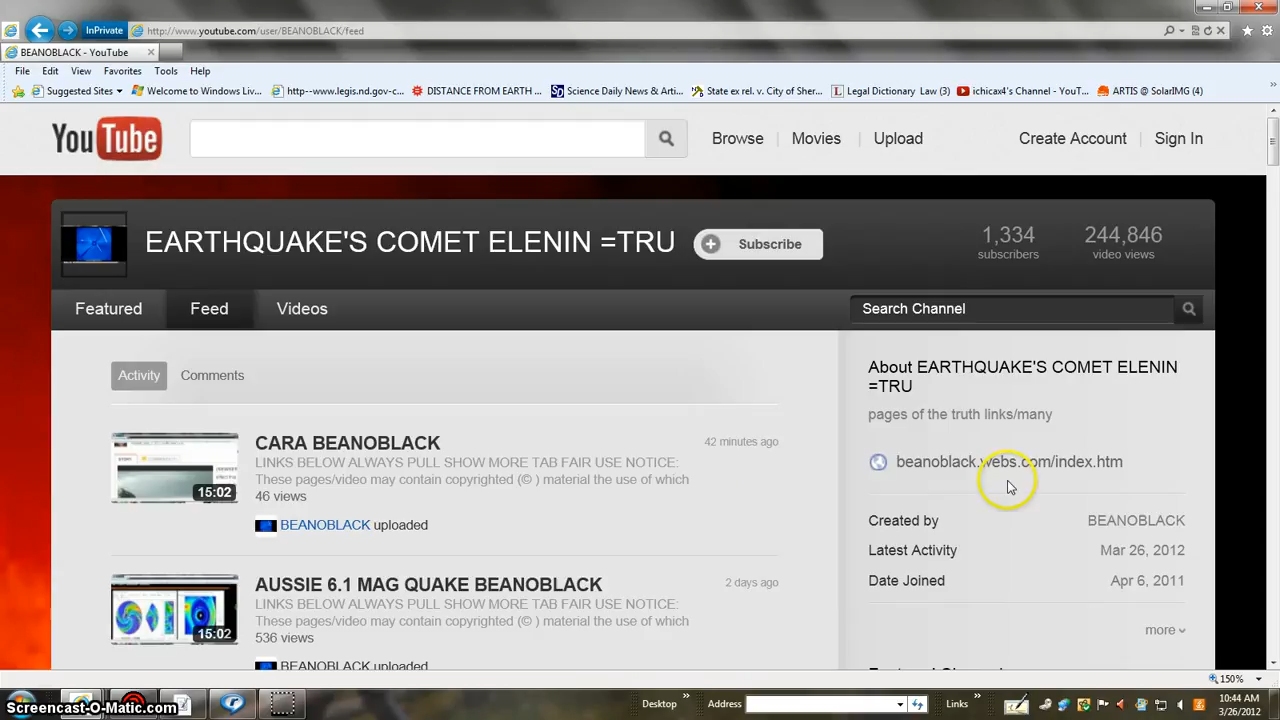 InPrivate
http://www.youtube.com/user/BEANOBLACK/feed
BEANOBLACK - YouTube
File Edit View Favorites Tools Help
Suggested Sites Welcome to Windows Liv... http--www.legis.nd.gov-c... DISTANCE FROM EARTH ... Science Daily News & Arti... State ex rel. v. City of Sher... Legal Dictionary Law (3) ichicax4's Channel - YouT... ARTIS @ SolarIMG (4)
YouTube Browse Movies Upload Create Account Sign In
EARTHQUAKE'S COMET ELENIN =TRU Subscribe 1,334 244,846
subscribers video views
Featured Feed Videos Search Channel
Activity Comments
About EARTHQUAKE'S COMET ELENIN
=TRU
pages of the truth links/many
beanoblack.webs.com/index.htm
Created by BEANOBLACK
Latest Activity Mar 26, 2012
Date Joined Apr 6, 2011
more
CARA BEANOBLACK 42 minutes ago
LINKS BELOW ALWAYS PULL SHOW MORE TAB FAIR USE NOTICE:
These pages/video may contain copyrighted (© ) material the use of which
46 views
15:02
BEANOBLACK uploaded
AUSSIE 6.1 MAG QUAKE BEANOBLACK 2 days ago
LINKS BELOW ALWAYS PULL SHOW MORE TAB FAIR USE NOTICE:
These pages/video may contain copyrighted (© ) material the use of which
536 views
15:02
BEANOBLACK uploaded
150%
Screencast-O-Matic.com
Desktop Address Links
10:44 AM
3/26/2012